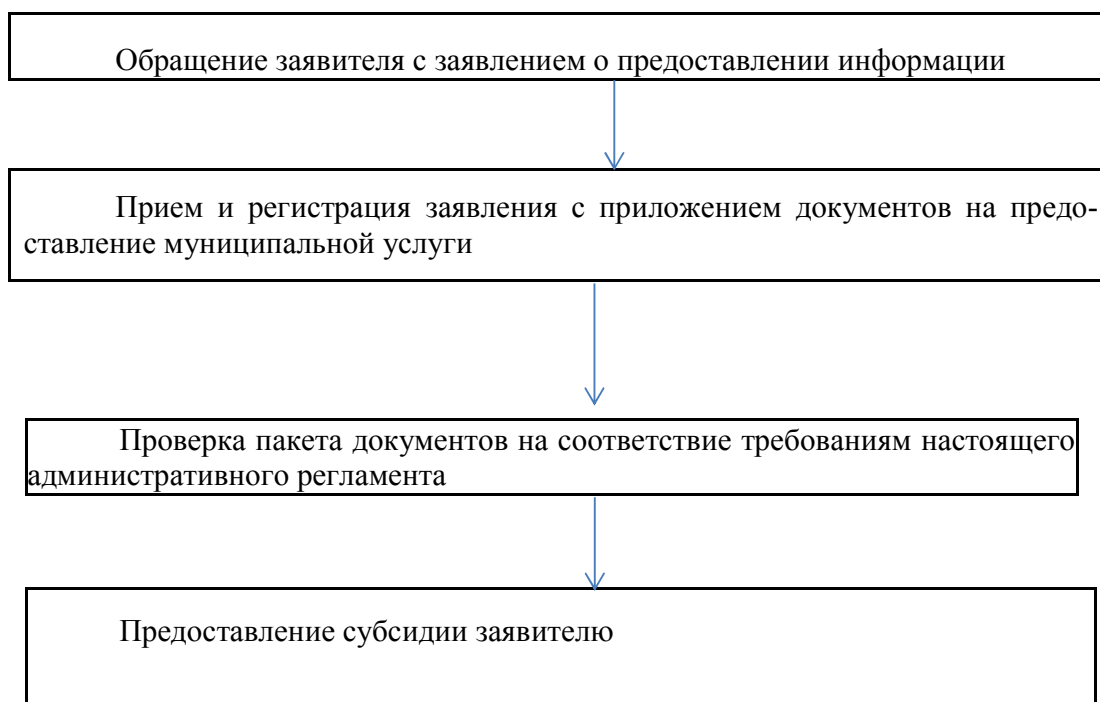 Обращение заявителя с заявлением о предоставлении информации
Прием и регистрация заявления с приложением документов на предо-
ставление муниципальной услуги
Проверка пакета документов на соответствие требованиям настоящего
административного регламента
Предоставление субсидии заявителю